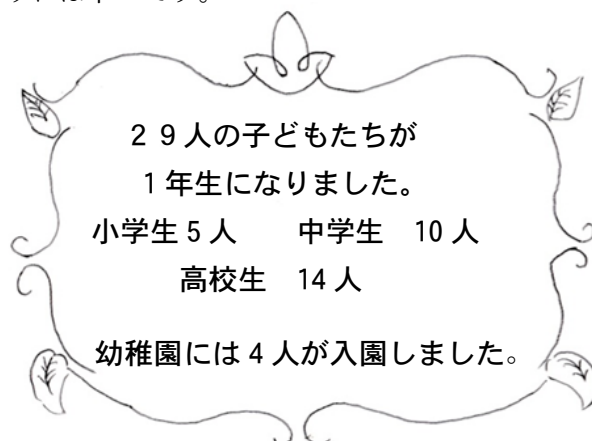 ２９人の子どもたちが
１年生になりました。
小学生５人　　中学生　10人
高校生　14人
幼稚園には４人が入園しました。